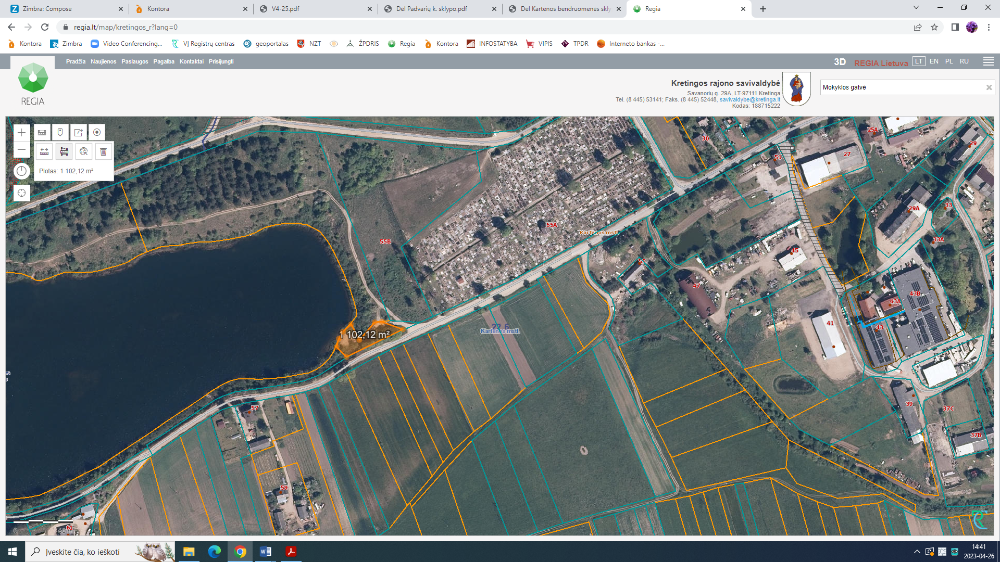 Zimbra: Compose
Kontora
V4-25.pdf
Dėl Padvarių k. sklypo.pdf
Dėl Kartenos bendruomenės skly
Regia
regia.lt/map/kretingos_r?lang=0
Kontora
Zimbra
Video Conferencing...
VĮ Registrų centras
geoportalas
NZT
ŽPDRIS
Regia
Kontora
INFOSTATYBA
VIPIS
TPDR
Interneto bankas -...
Pradžia Naujienos Paslaugos Pagalba Kontaktai Prisijungti
3D REGIA Lietuva LT EN PL RU
REGIA
Kretingos rajono savivaldybė
Savanorių g. 29A, LT-97111 Kretinga
Tel. (8 445) 53141; Faks. (8 445) 52448, savivaldybe@kretinga.lt
Kodas: 188715222
Mokyklos gatvė
Plotas: 1 102,12 m²
30
25A
29
51
27
29A
33
55A
Kartenos mstl.
55B
33A
45
55
47
43A
43B
43
41
1 102,12 m²
22.6
Kartenos mstl.
57
39
37C
37B
59
61
0
60 m
Įveskite čia, ko ieškoti
14:41
2023-04-26